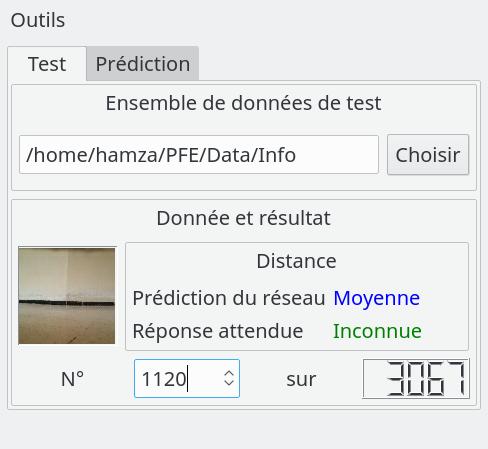 Outils
Test Prédiction
Ensemble de données de test
/home/hamza/PFE/Data/Info Choisir
Donnée et résultat
Distance
Prédiction du réseau Moyenne
Réponse attendue Inconnue
N° 1120 sur 3067